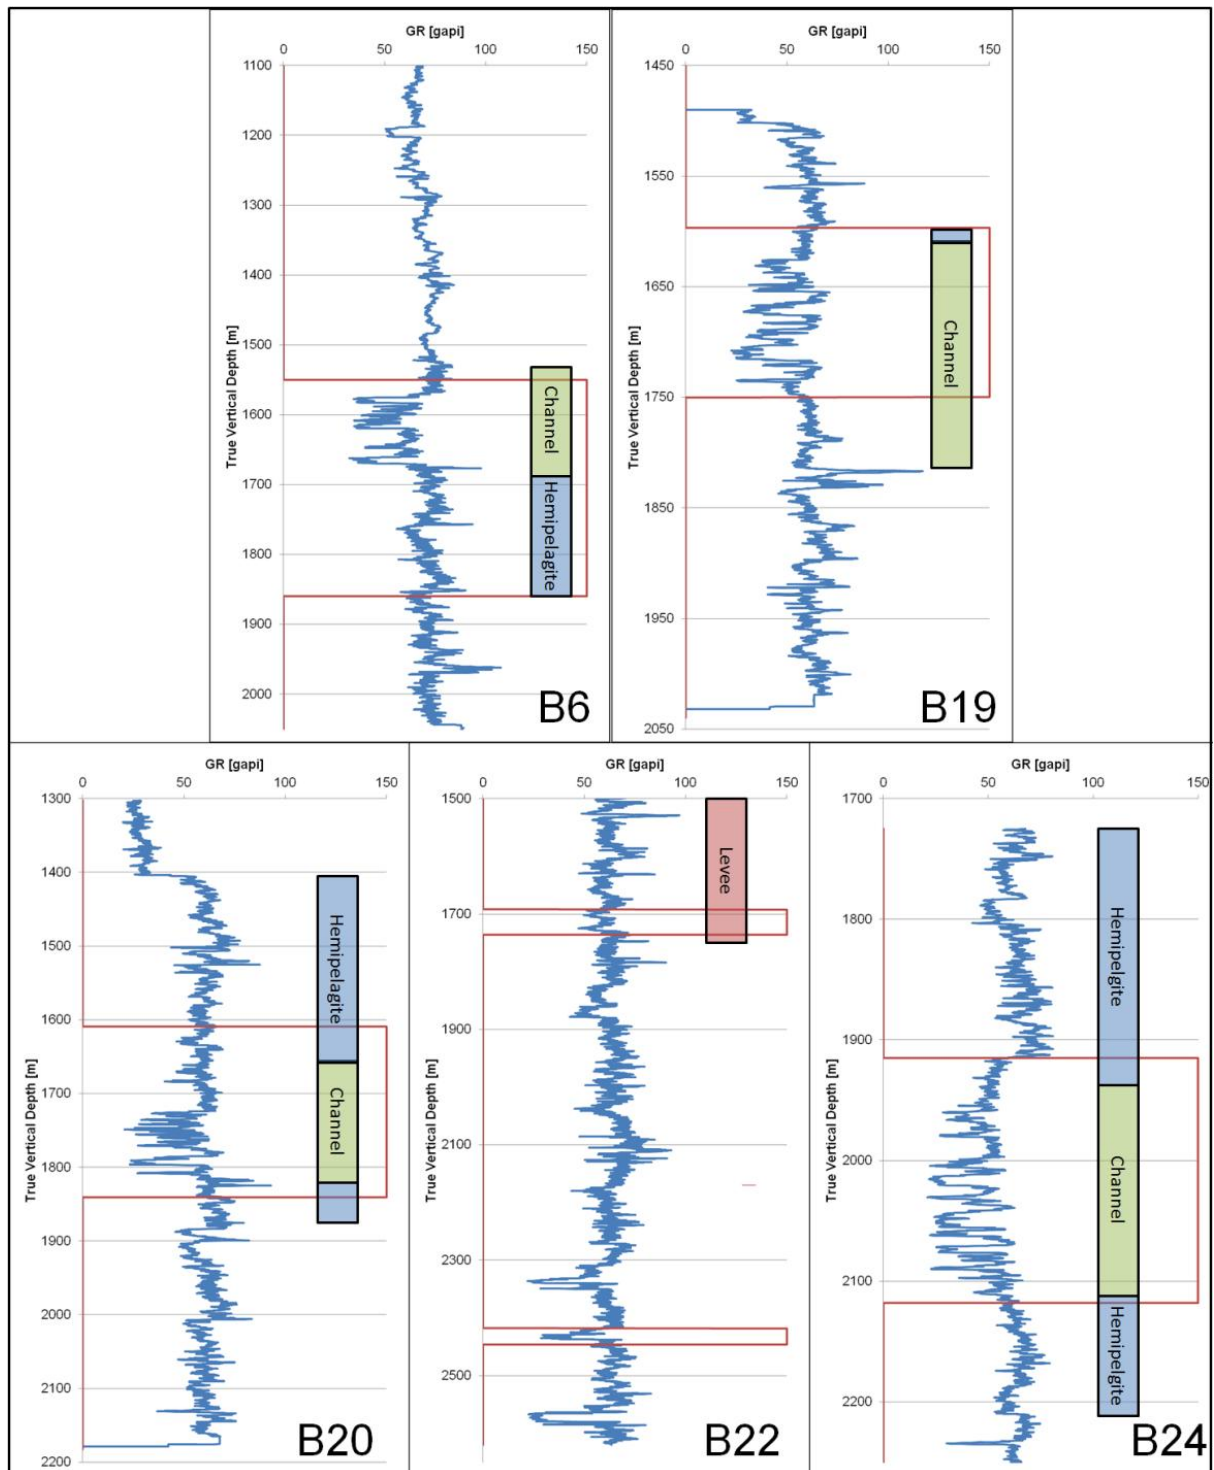 GR [gapi]
0 50 100 150
1100
1200
1300
1400
1500
1600
1700
1800
1900
2000
True Vertical Depth [m]
Channel
Hemipelagite
B6
GR [gapi]
0 50 100 150
1450
1550
1650
1750
1850
1950
2050
True Vertical Depth [m]
Channel
B19
GR [gapi]
0 50 100 150
1300
1400
1500
1600
1700
1800
1900
2000
2100
2200
True Vertical Depth [m]
Hemipelagite
Channel
B20
GR [gapi]
0 50 100 150
1500
1700
1900
2100
2300
2500
True Vertical Depth [m]
Levee
B22
GR [gapi]
0 50 100 150
1700
1800
1900
2000
2100
2200
True Vertical Depth [m]
Hemipelgite
Channel
Hemipelgite
B24